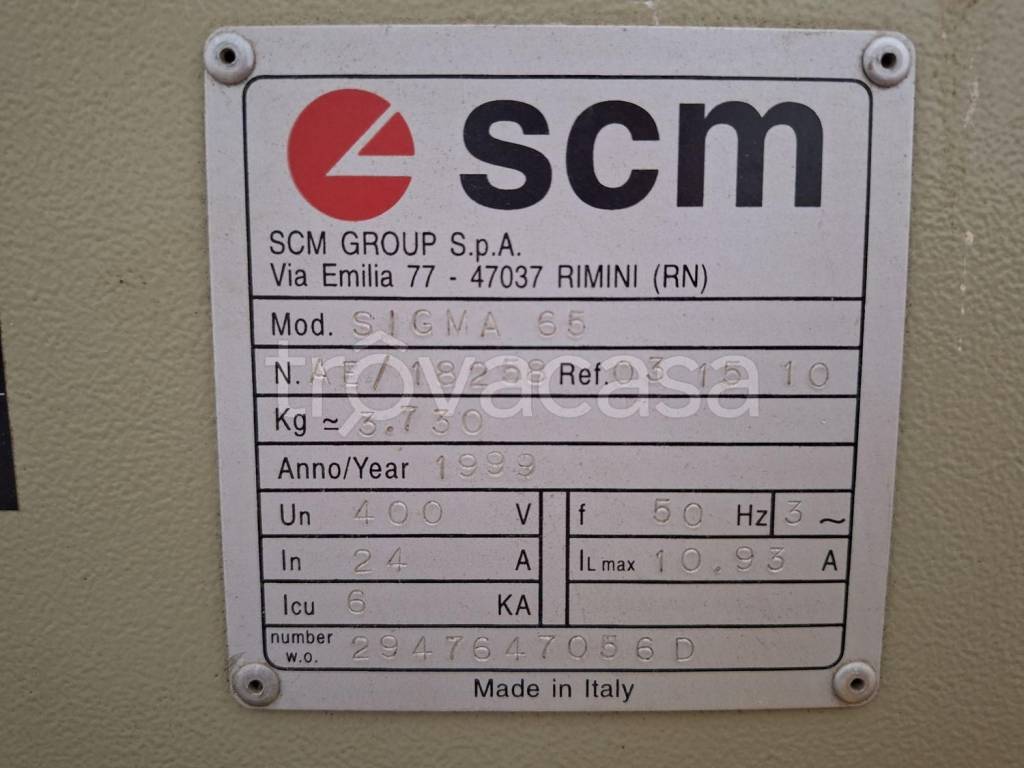 scm
SCM GROUP S.p.A.
Via Emilia 77 - 47037 RIMINI (RN)
Mod. SIGMA 65
N. AE/18258 Ref. 03 15 10
trovacasa
Kg ≃ 3.730
Anno/Year 1999
Un 400 V f 50 Hz 3 ~
In 24 A IL max 10.93 A
Icu 6 KA
number w.o. 2947647056D
Made in Italy